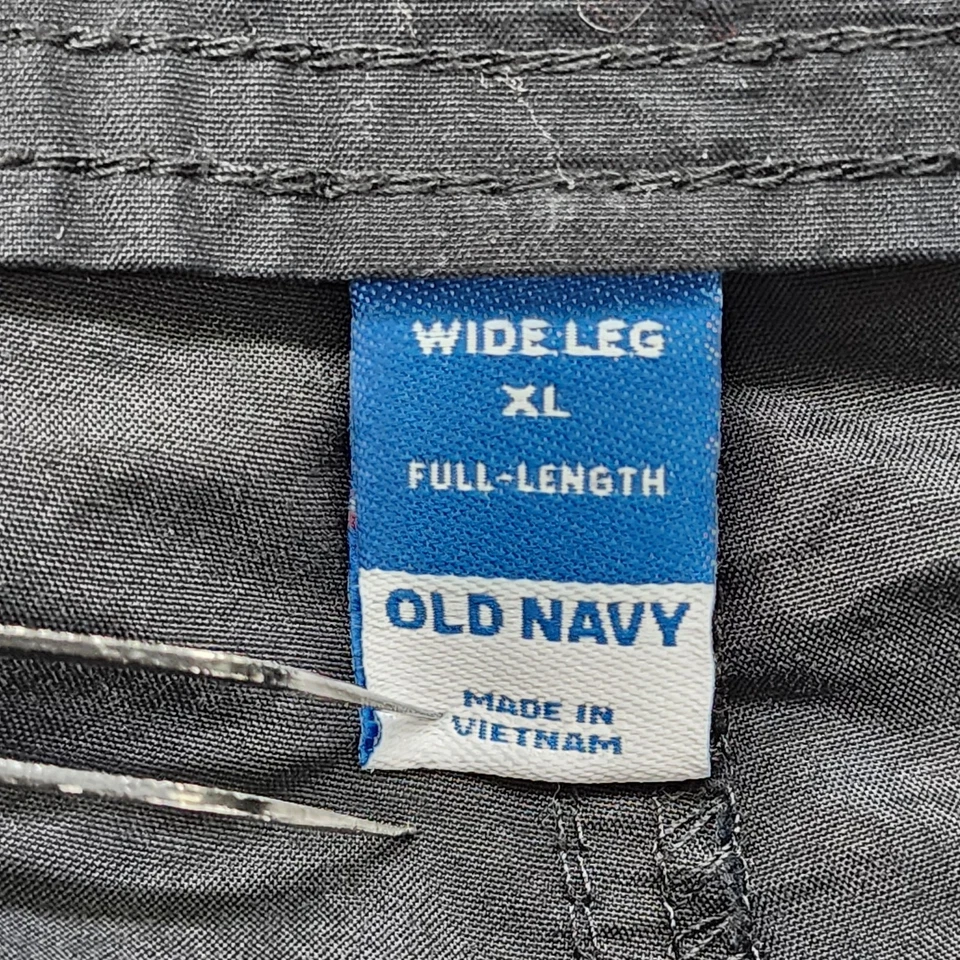 WIDE LEG
XL
FULL-LENGTH
OLD NAVY
MADE IN
VIETNAM